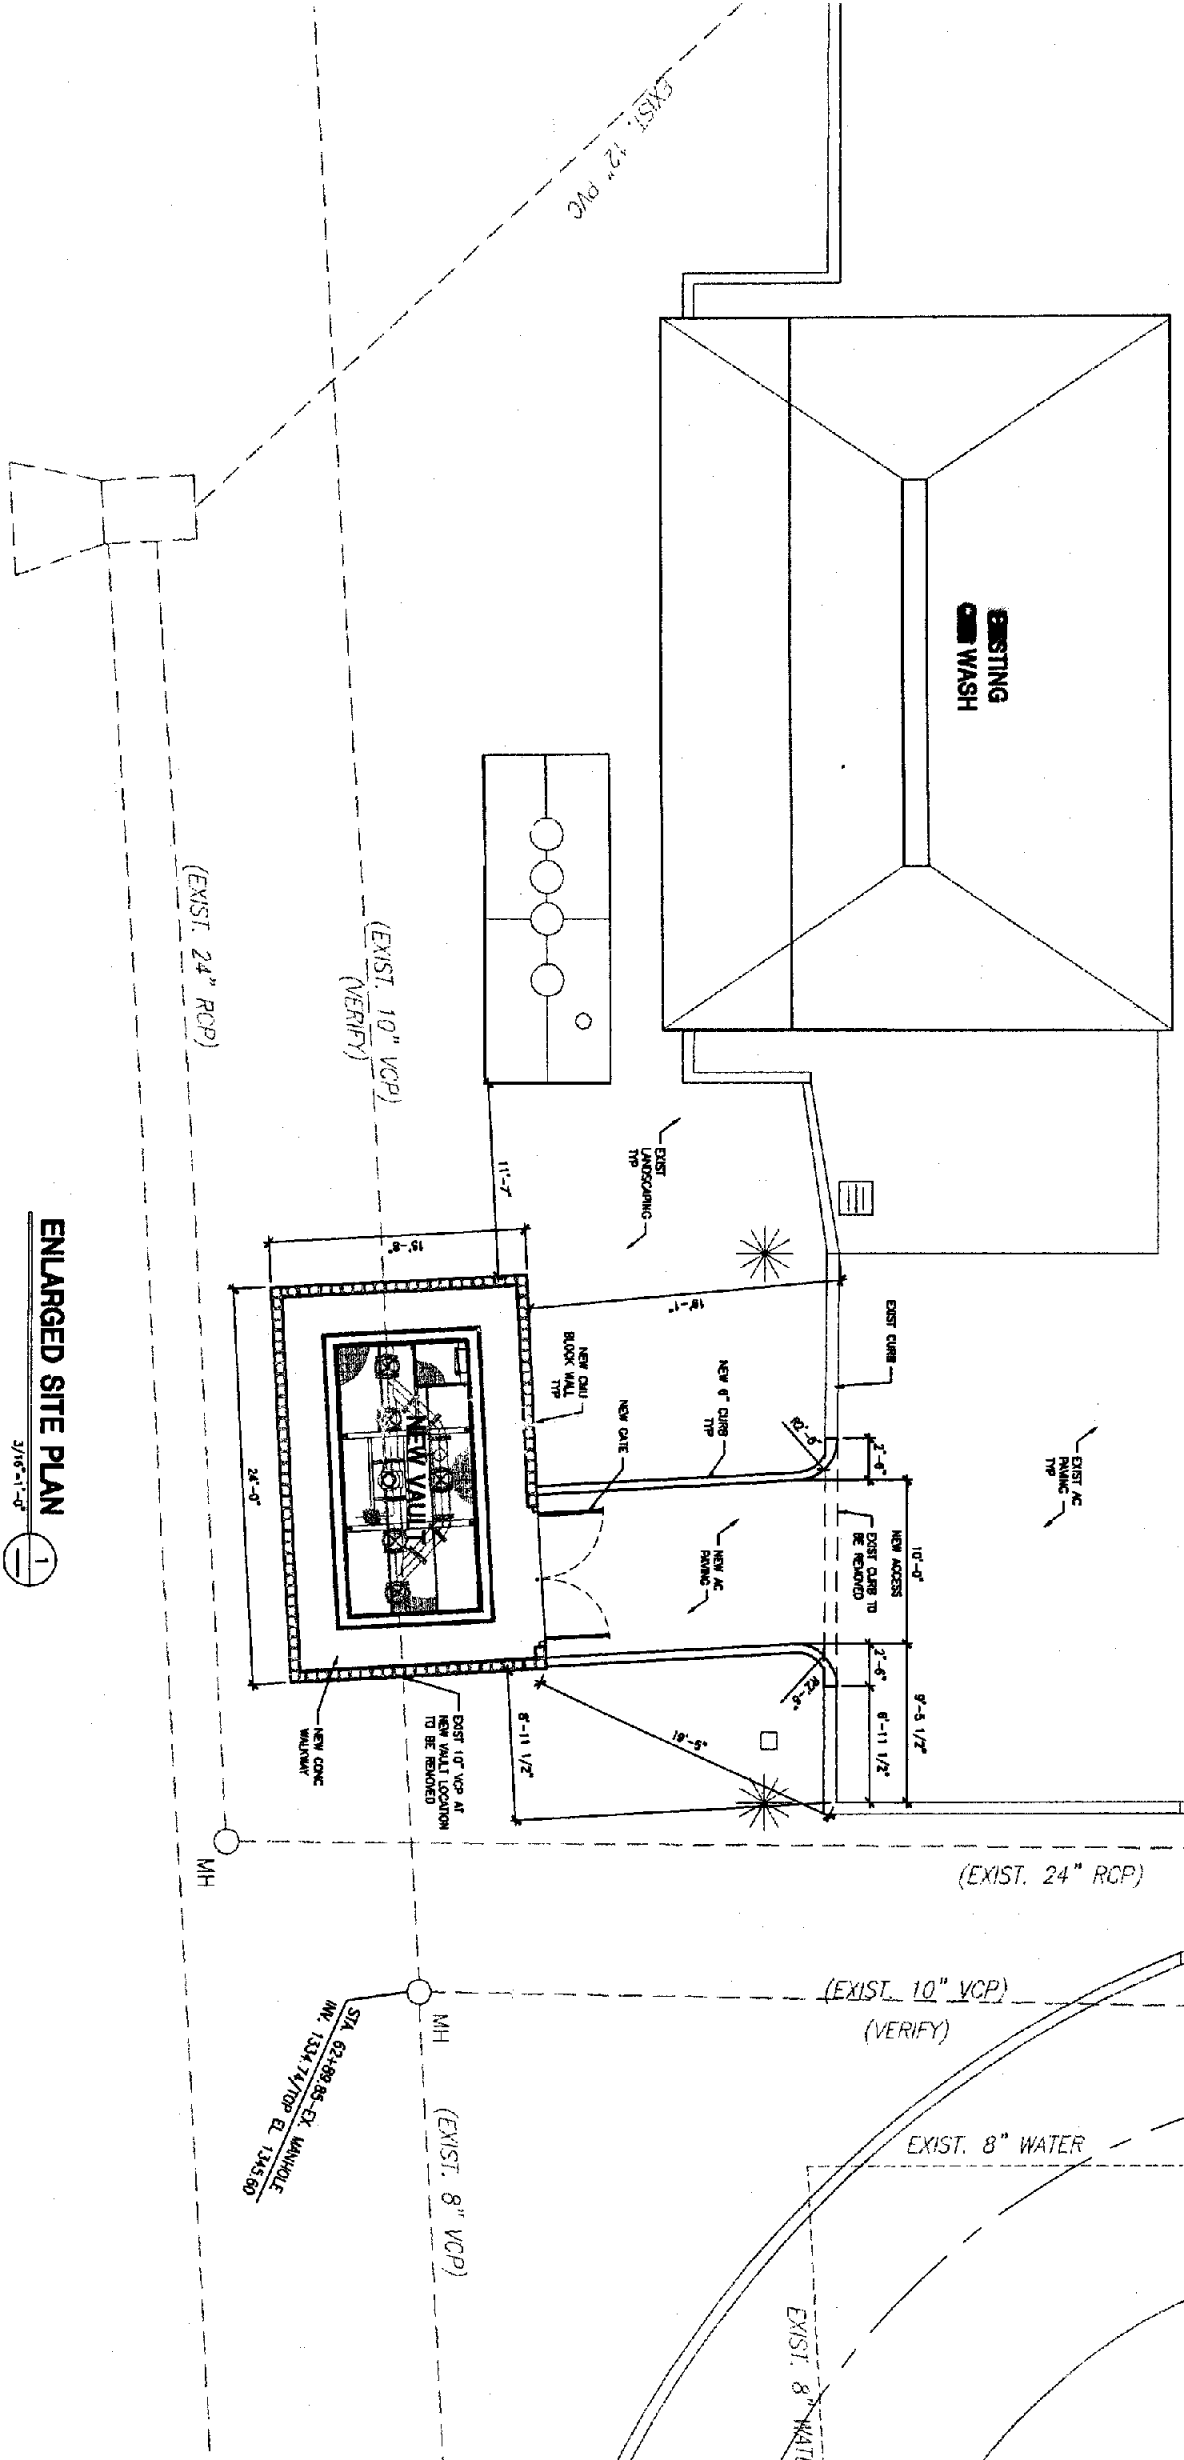 EXIST. 12" PVC
EXISTING
WASH
(EXIST. 24" RCP)
(EXIST. 10" VCP)
(VERIFY)
11'-7"
EXIST
LANDSCAPING
TYP
15'-8"
18'-1"
EXIST CURB
NEW CMU
BLOCK WALL
TYP
NEW GATE
NEW 6" CURB
TYP
R2'-6"
2'-6"
EXIST AC
PAVING
TYP
NEW VAULT
24'-0"
NEW AC
PAVING
EXIST CURB TO
BE REMOVED
NEW ACCESS
10'-0"
2'-6"
R2'-6"
9'-5 1/2"
6'-11 1/2"
8'-11 1/2"
19'-5"
NEW CONC
WALKWAY
EXIST 10" VCP AT
NEW VAULT LOCATION
TO BE REMOVED
ENLARGED SITE PLAN
3/16"=1'-0"
1
MH
(EXIST. 24" RCP)
MH
(EXIST. 10" VCP)
(VERIFY)
STA 62+89.85-EX. MANHOLE
INV. 1334.74/TOP EL. 1345.60
(EXIST. 8" VCP)
EXIST. 8" WATER
EXIST. 8" WAT